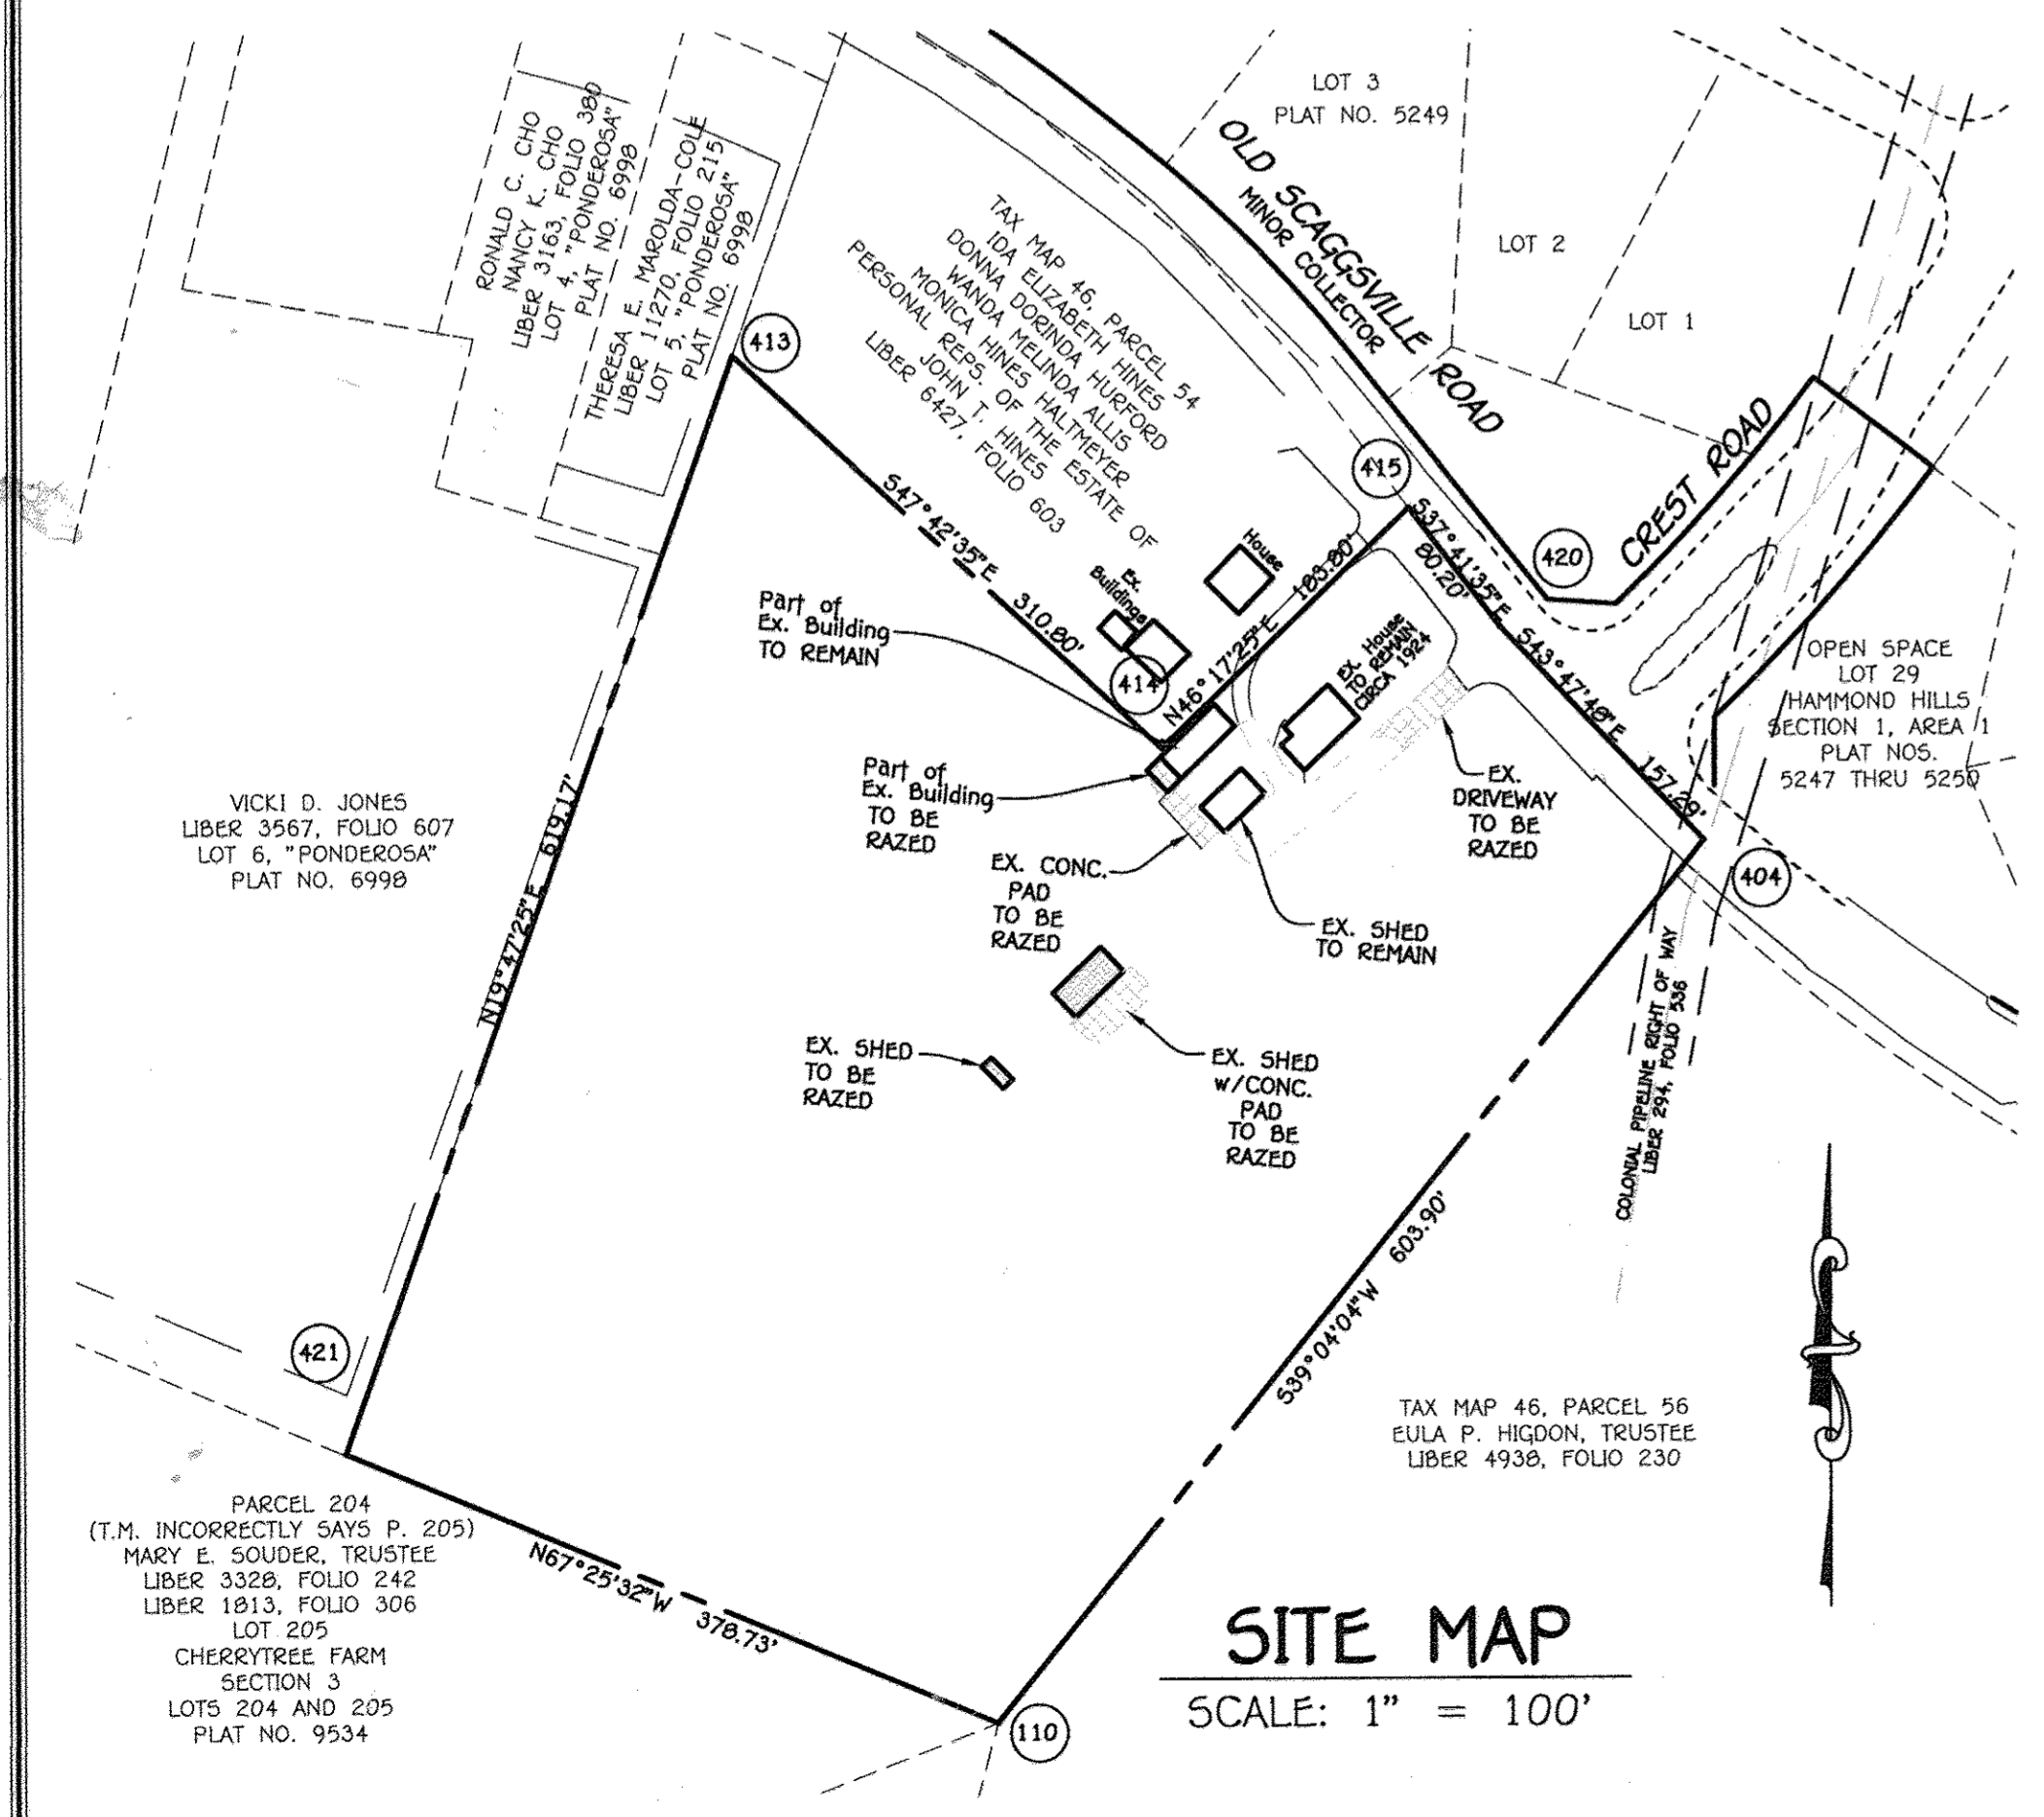 LOT 3
PLAT NO. 5249
OLD SCAGGSVILLE ROAD
MINOR COLLECTOR
LOT 2
LOT 1
CREST ROAD
RONALD C. CHO
NANCY K. CHO
LIBER 3163, FOLIO 380
LOT 4, "PONDEROSA"
PLAT NO. 6998
THERESA E. MAROLDA-COLE
LIBER 11270, FOLIO 215
LOT 5, "PONDEROSA"
PLAT NO. 6998
TAX MAP 46, PARCEL 54
IDA ELIZABETH HINES
DONNA DORINDA HURFORD
WANDA MELINDA ALLIS
MONICA HINES HALTMEYER
PERSONAL REPS. OF THE ESTATE OF
JOHN T. HINES
LIBER 6427, FOLIO 603
413
415
420
414
404
421
110
S47°42'35"E 310.80'
N46°17'25"E 183.80'
S37°41'35"E
80.20'
S43°47'48"E 157.29'
House
Ex.
Buildings
Part of
Ex. Building
TO REMAIN
EX. House
TO REMAIN
CIRCA 1924
Part of
Ex. Building
TO BE
RAZED
EX.
DRIVEWAY
TO BE
RAZED
EX. CONC.
PAD
TO BE
RAZED
EX. SHED
TO REMAIN
EX. SHED
TO BE
RAZED
EX. SHED
w/CONC.
PAD
TO BE
RAZED
OPEN SPACE
LOT 29
HAMMOND HILLS
SECTION 1, AREA 1
PLAT NOS.
5247 THRU 5250
VICKI D. JONES
LIBER 3567, FOLIO 607
LOT 6, "PONDEROSA"
PLAT NO. 6998
N19°47'25"E 619.17'
COLONIAL PIPELINE RIGHT OF WAY
LIBER 294, FOLIO 536
S39°04'04"W 603.90'
TAX MAP 46, PARCEL 56
EULA P. HIGDON, TRUSTEE
LIBER 4938, FOLIO 230
PARCEL 204
(T.M. INCORRECTLY SAYS P. 205)
MARY E. SOUDER, TRUSTEE
LIBER 3328, FOLIO 242
LIBER 1813, FOLIO 306
LOT 205
CHERRYTREE FARM
SECTION 3
LOTS 204 AND 205
PLAT NO. 9534
N67°25'32"W 378.73'
SITE MAP
SCALE: 1" = 100'